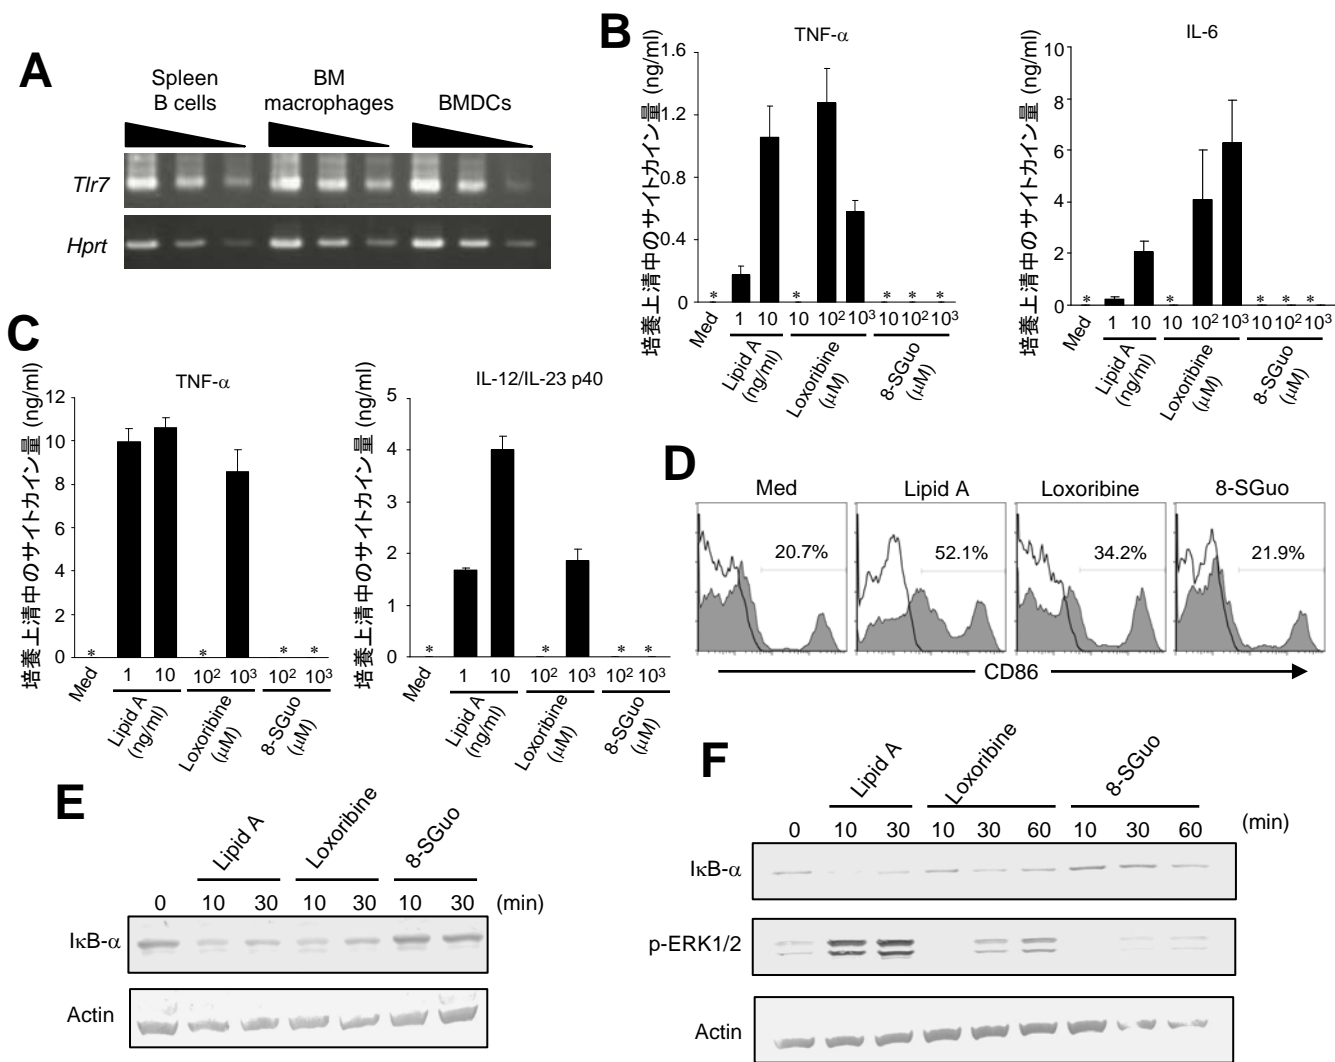 A
Spleen
B cells
BM
macrophages
BMDCs
Tlr7
Hprt
B
TNF-α
培養上清中のサイトカイン量 (ng/ml)
1.6
1.2
0.8
0.4
0
* * * * *
Med
1 10 10 10² 10³ 10 10² 10³
Lipid A
(ng/ml)
Loxoribine
(μM)
8-SGuo
(μM)
IL-6
培養上清中のサイトカイン量 (ng/ml)
10
8
6
4
2
0
* * * * *
Med
1 10 10 10² 10³ 10 10² 10³
Lipid A
(ng/ml)
Loxoribine
(μM)
8-SGuo
(μM)
C
TNF-α
培養上清中のサイトカイン量 (ng/ml)
12
10
8
6
4
2
0
* * * *
Med
1 10 10² 10³ 10² 10³
Lipid A
(ng/ml)
Loxoribine
(μM)
8-SGuo
(μM)
IL-12/IL-23 p40
培養上清中のサイトカイン量 (ng/ml)
5
4
3
2
1
0
* * * *
Med
1 10 10² 10³ 10² 10³
Lipid A
(ng/ml)
Loxoribine
(μM)
8-SGuo
(μM)
D
Med Lipid A Loxoribine 8-SGuo
20.7% 52.1% 34.2% 21.9%
CD86
E
Lipid A
Loxoribine
8-SGuo
0 10 30 10 30 10 30 (min)
IκB-α
Actin
F
Lipid A
Loxoribine
8-SGuo
0 10 30 10 30 60 10 30 60 (min)
IκB-α
p-ERK1/2
Actin